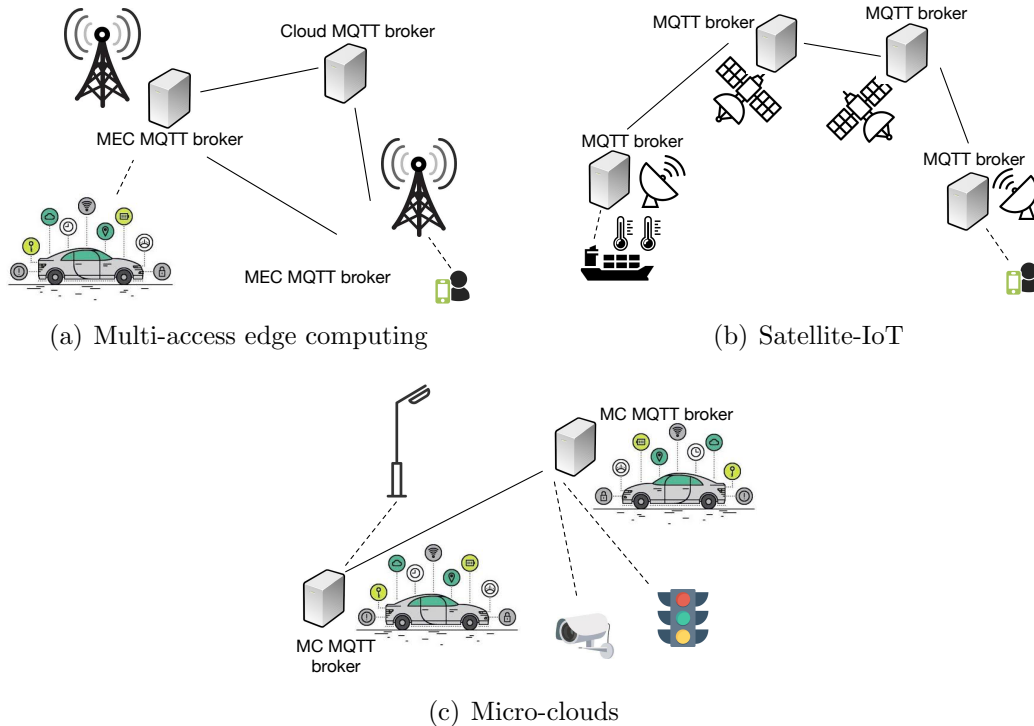 Cloud MQTT broker
MEC MQTT broker
MEC MQTT broker
(a) Multi-access edge computing
MQTT broker
MQTT broker
MQTT broker
MQTT broker
(b) Satellite-IoT
MC MQTT broker
MC MQTT
broker
(c) Micro-clouds